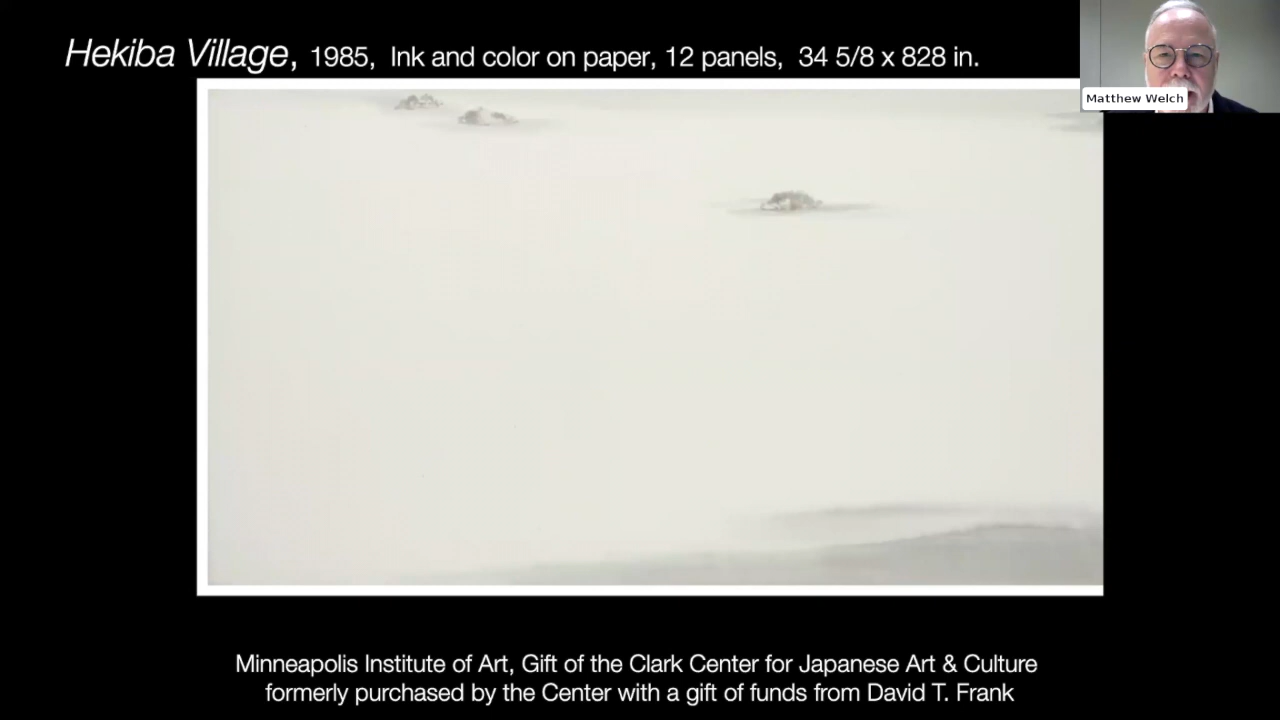 Hekiba Village, 1985, Ink and color on paper, 12 panels, 34 5/8 x 828 in.
Matthew Welch
Minneapolis Institute of Art, Gift of the Clark Center for Japanese Art & Culture
formerly purchased by the Center with a gift of funds from David T. Frank